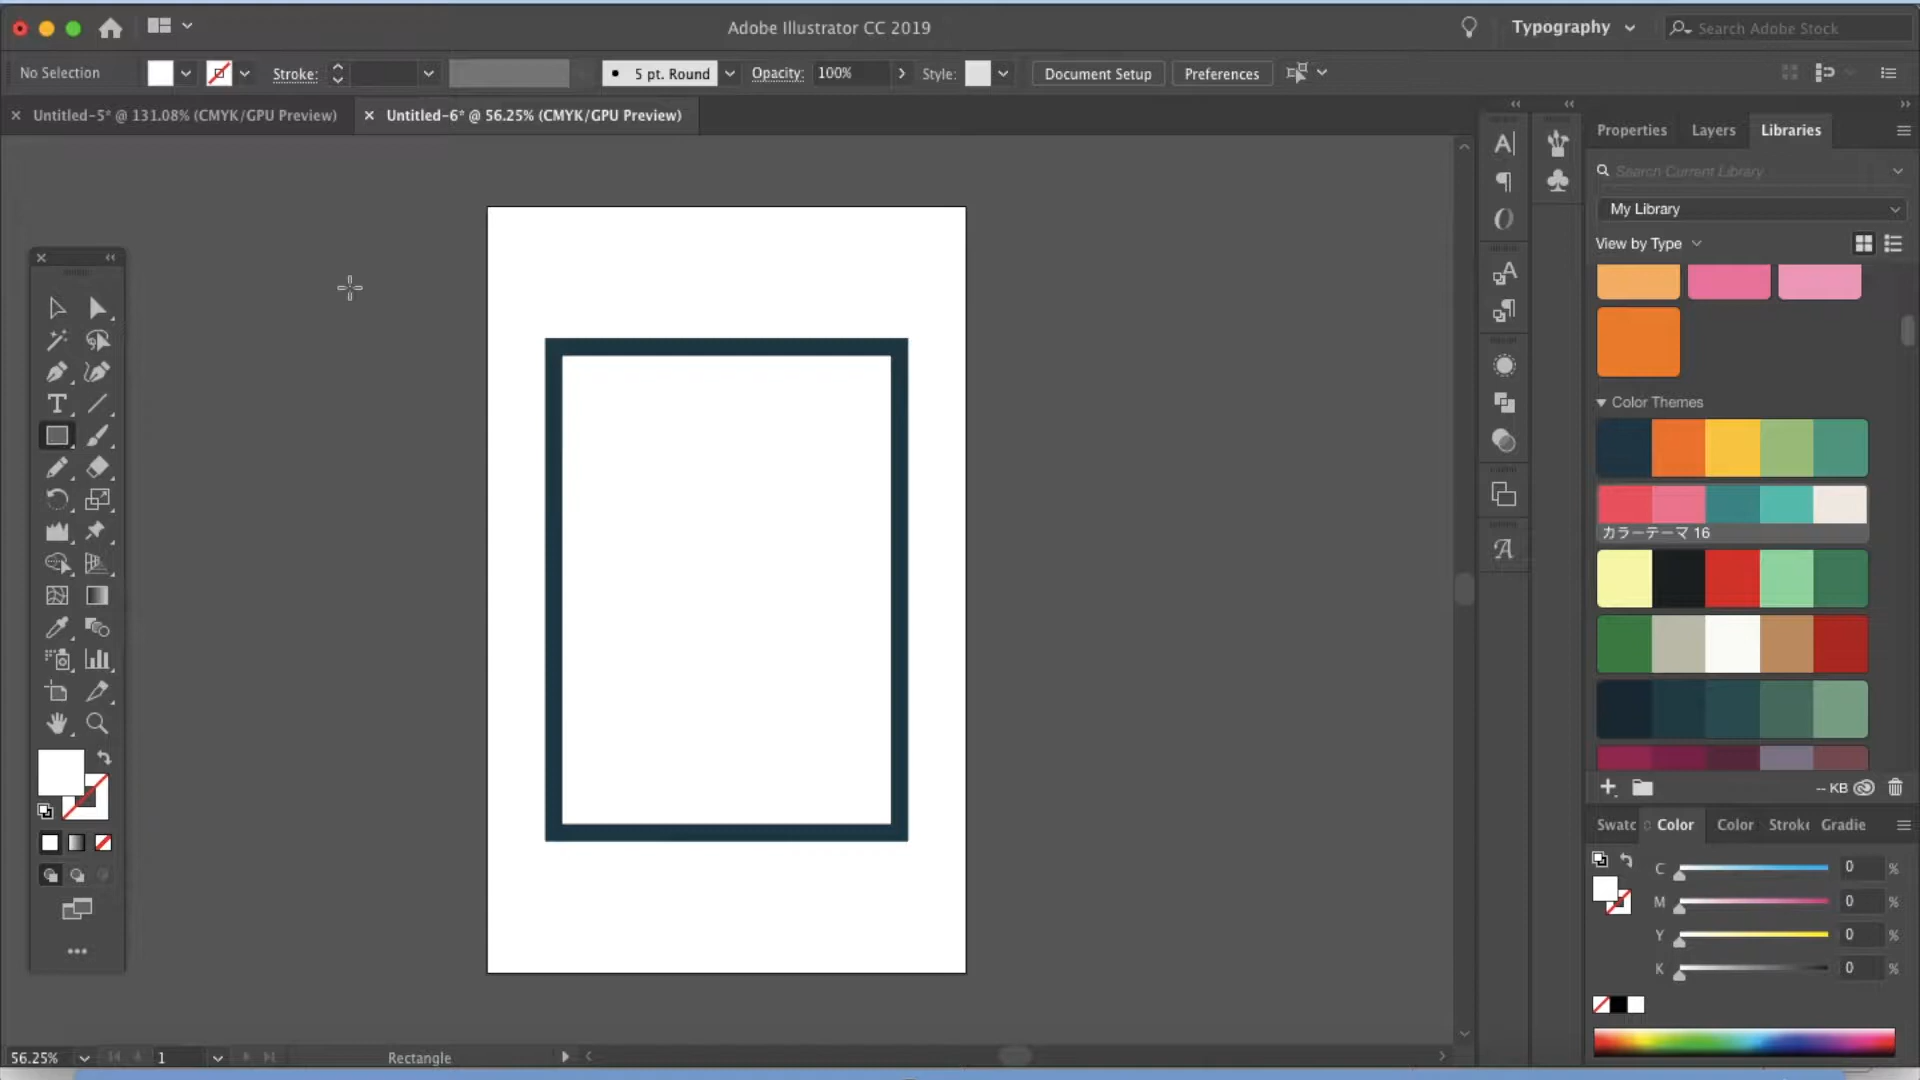 Adobe Illustrator CC 2019
Typography
Search Adobe Stock
No Selection
Stroke:
5 pt. Round
Opacity: 100%
Style:
Document Setup
Preferences
Untitled-5* @ 131.08% (CMYK/GPU Preview)
Untitled-6* @ 56.25% (CMYK/GPU Preview)
Properties
Layers
Libraries
Search Current Library
My Library
View by Type
Color Themes
カラーテーマ 16
-- KB
Swatc
Color
Color
Stroke
Gradie
C 0 %
M 0 %
Y 0 %
K 0 %
56.25%
1
Rectangle